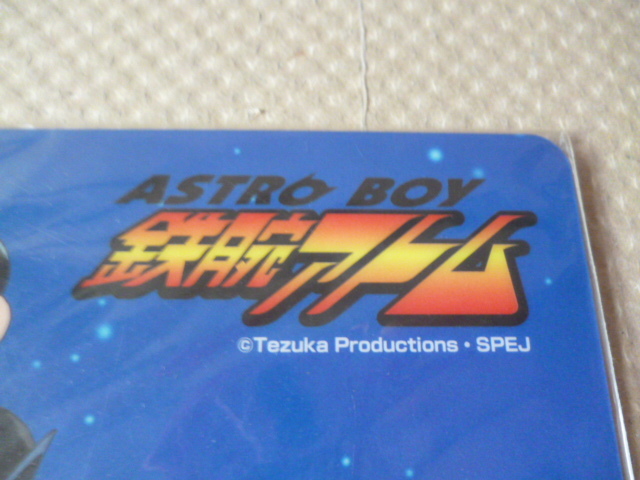 ASTRO BOY
鉄腕アトム
©Tezuka Productions・SPEJ